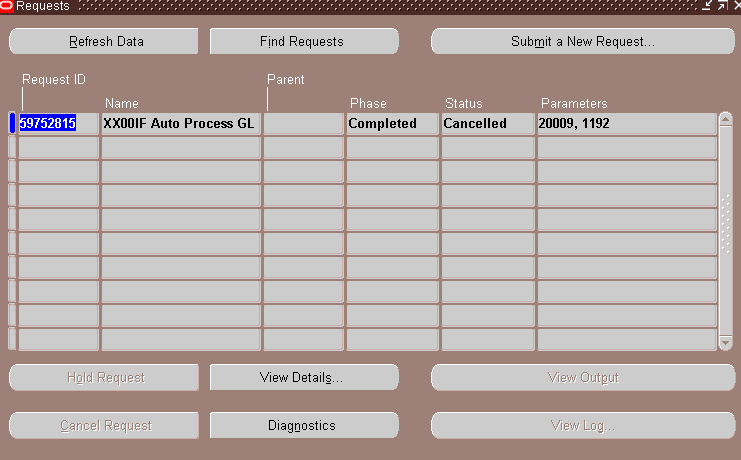 Requests
Refresh Data Find Requests Submit a New Request...
Request ID Parent
Name Phase Status Parameters
59752815 XX00IF Auto Process GL Completed Cancelled 20009, 1192
Hold Request View Details... View Output
Cancel Request Diagnostics View Log...